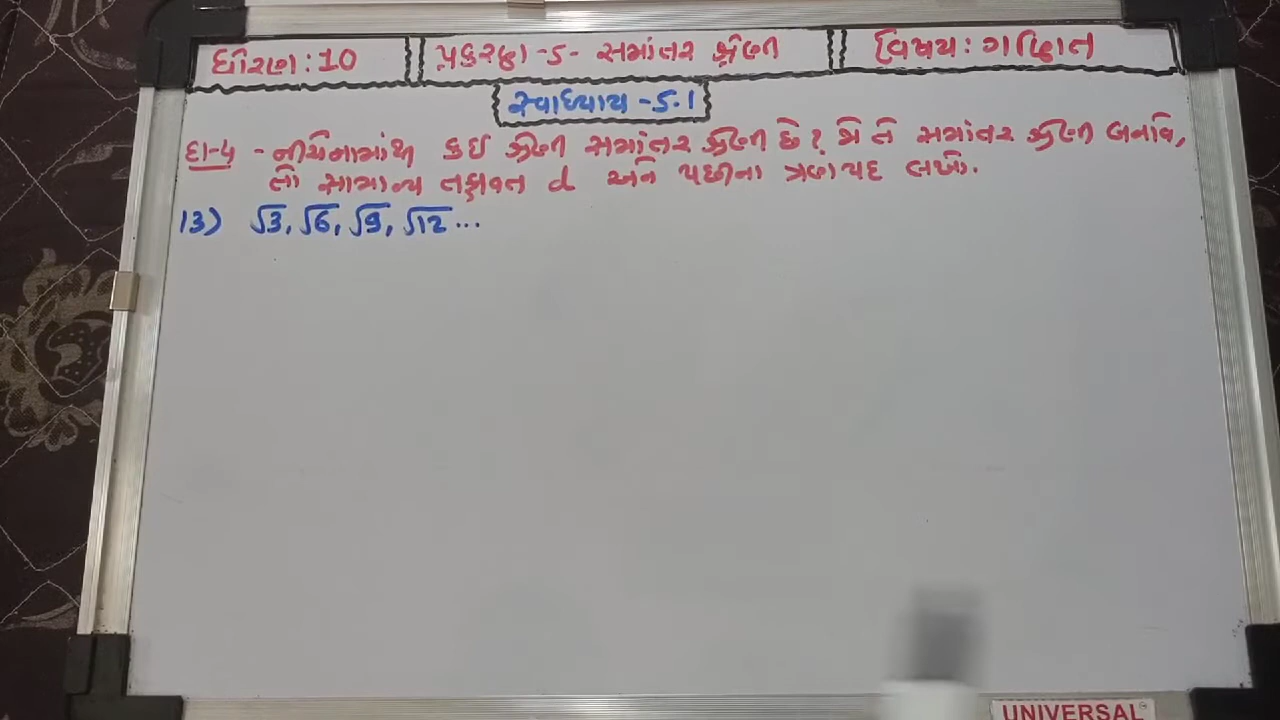 ધોરણ : 10 પ્રકરણ -5- સમાંતર શ્રેણી વિષય : ગણિત
સ્વાધ્યાય -5.1
દા-4 - નીચેનામાંથી કઈ શ્રેણી સમાંતર શ્રેણી છે? જો તે સમાંતર શ્રેણી બનાવે,
તો સામાન્ય તફાવત d અને પછીના ત્રણ પદ લખો.
13) √3, √6, √9, √12 ...
UNIVERSAL